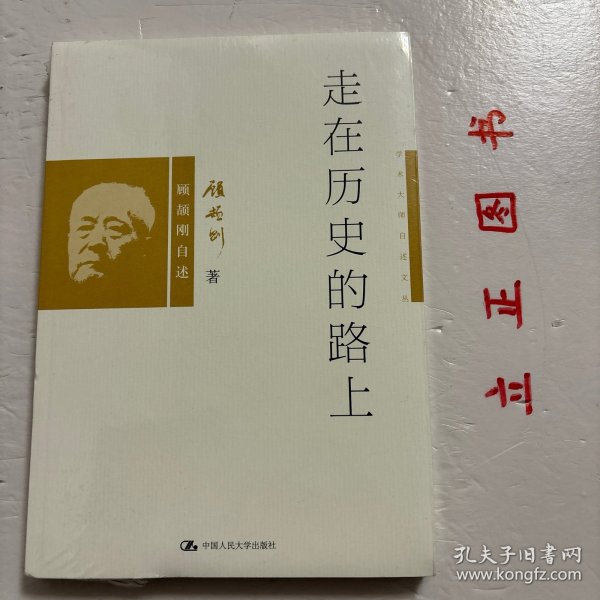 走在历史的路上
学术大师自述文丛
顾颉刚
著
顾颉刚自述
中国人民大学出版社
立正图书
孔夫子旧书网
www.kongfz.com